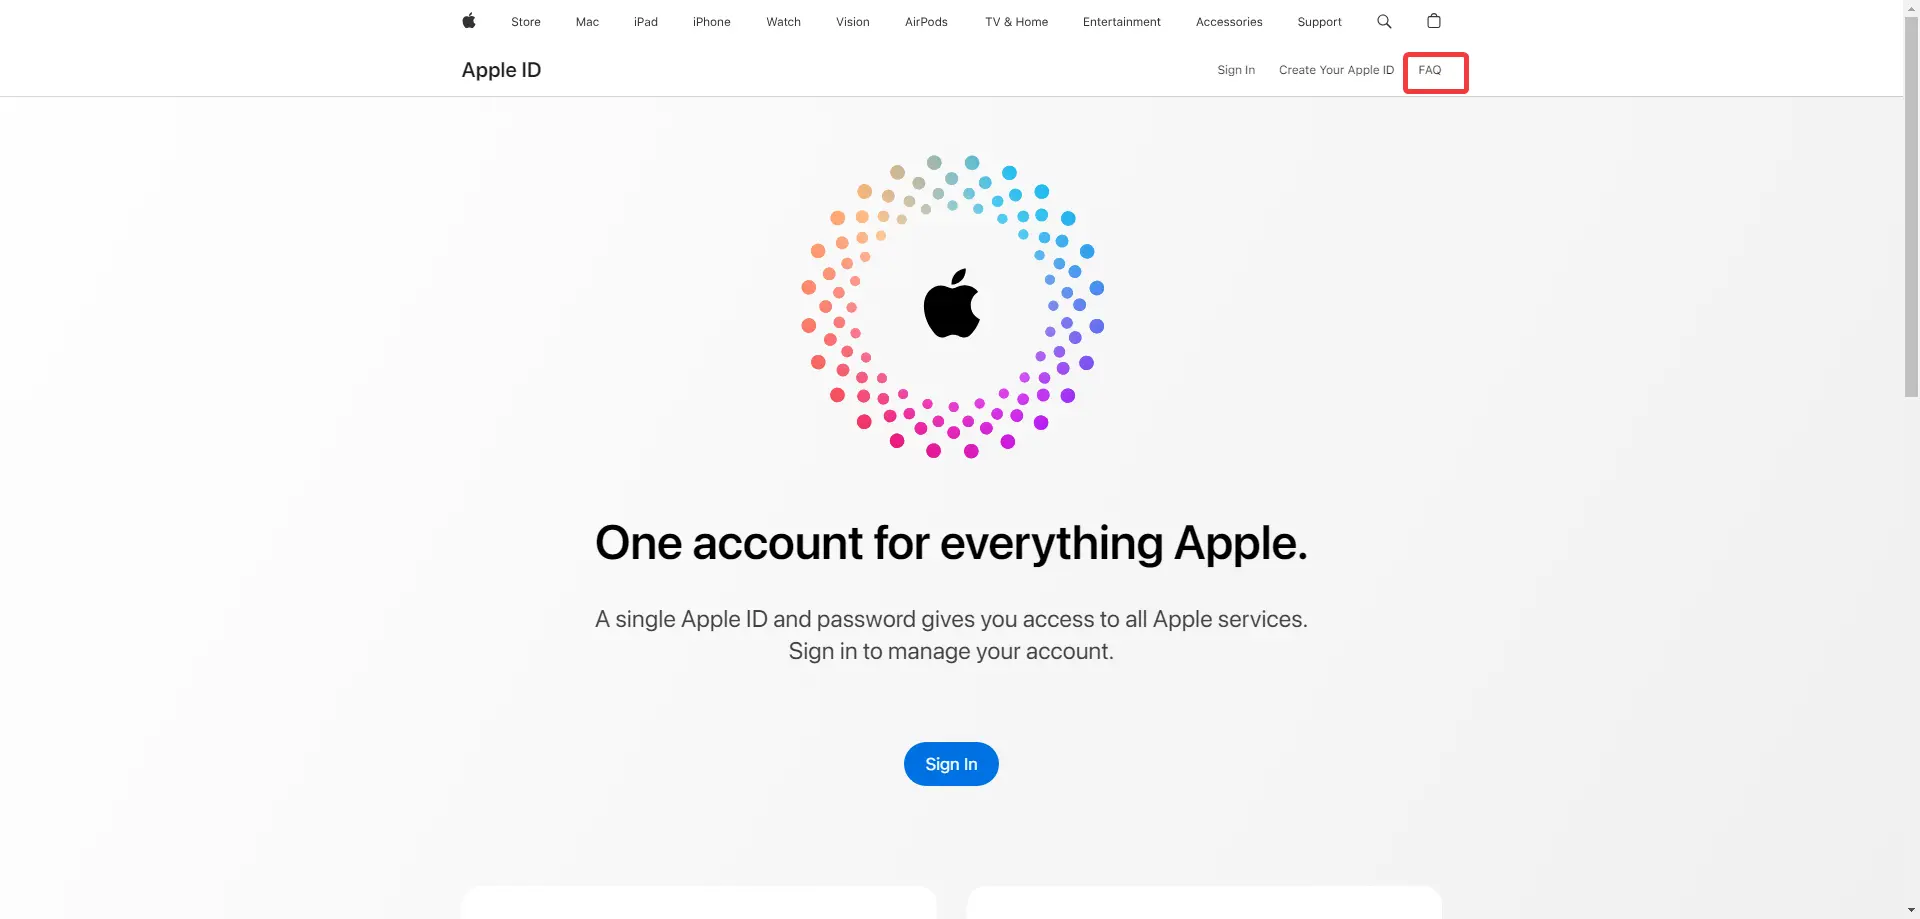 Store Mac iPad iPhone Watch Vision AirPods TV & Home Entertainment Accessories Support
Apple ID Sign In Create Your Apple ID FAQ
One account for everything Apple.
A single Apple ID and password gives you access to all Apple services.
Sign in to manage your account.
Sign In